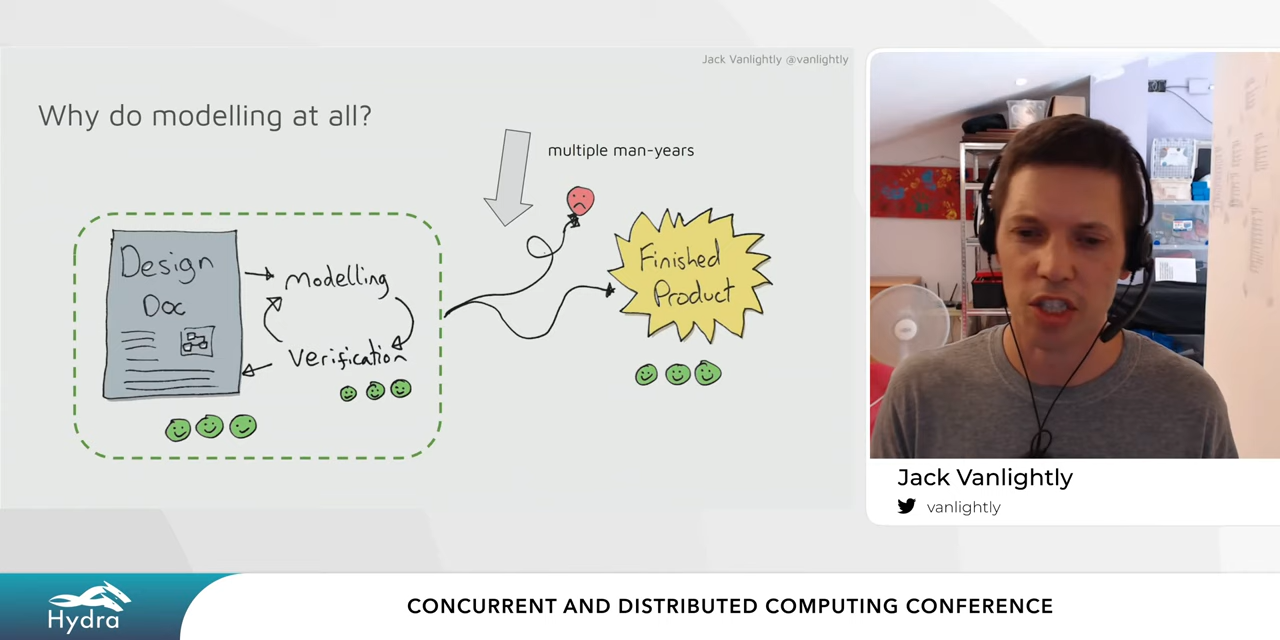 Jack Vanlightly @vanlightly
Why do modelling at all?
multiple man-years
Design
Doc
Modelling
Verification
Finished
Product
Jack Vanlightly
vanlightly
Hydra
CONCURRENT AND DISTRIBUTED COMPUTING CONFERENCE